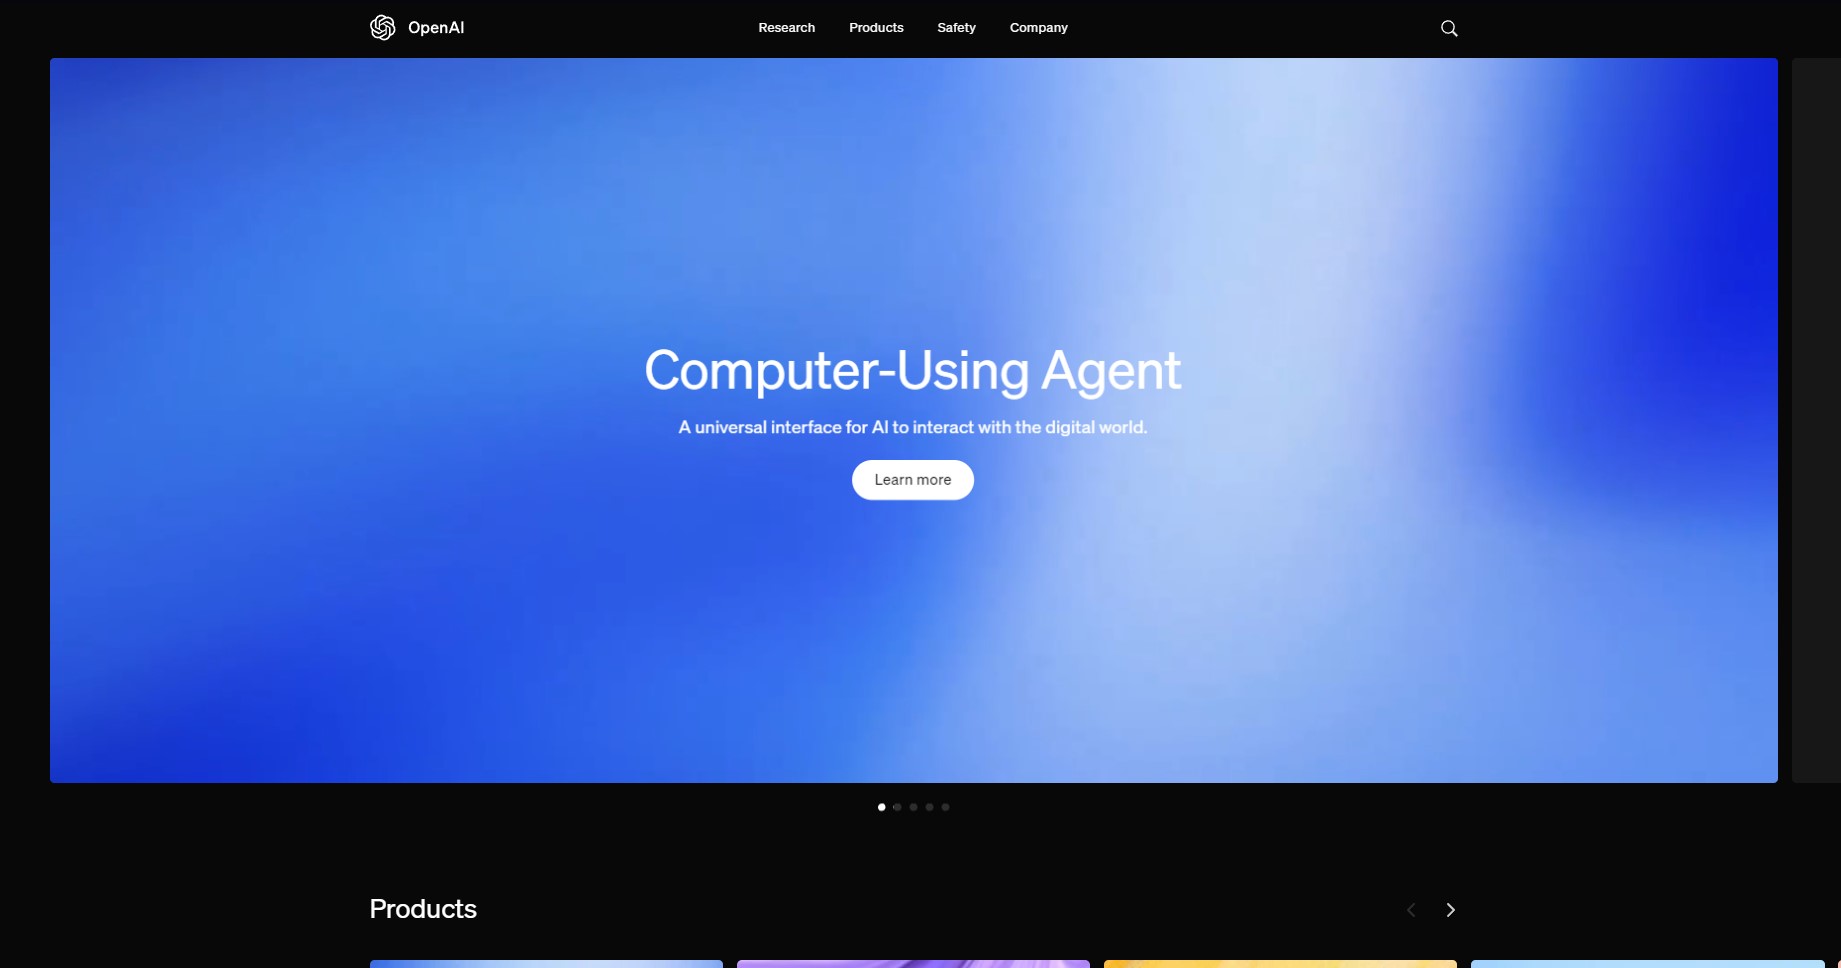 OpenAI
Research Products Safety Company
Computer-Using Agent
A universal interface for AI to interact with the digital world.
Learn more
Products